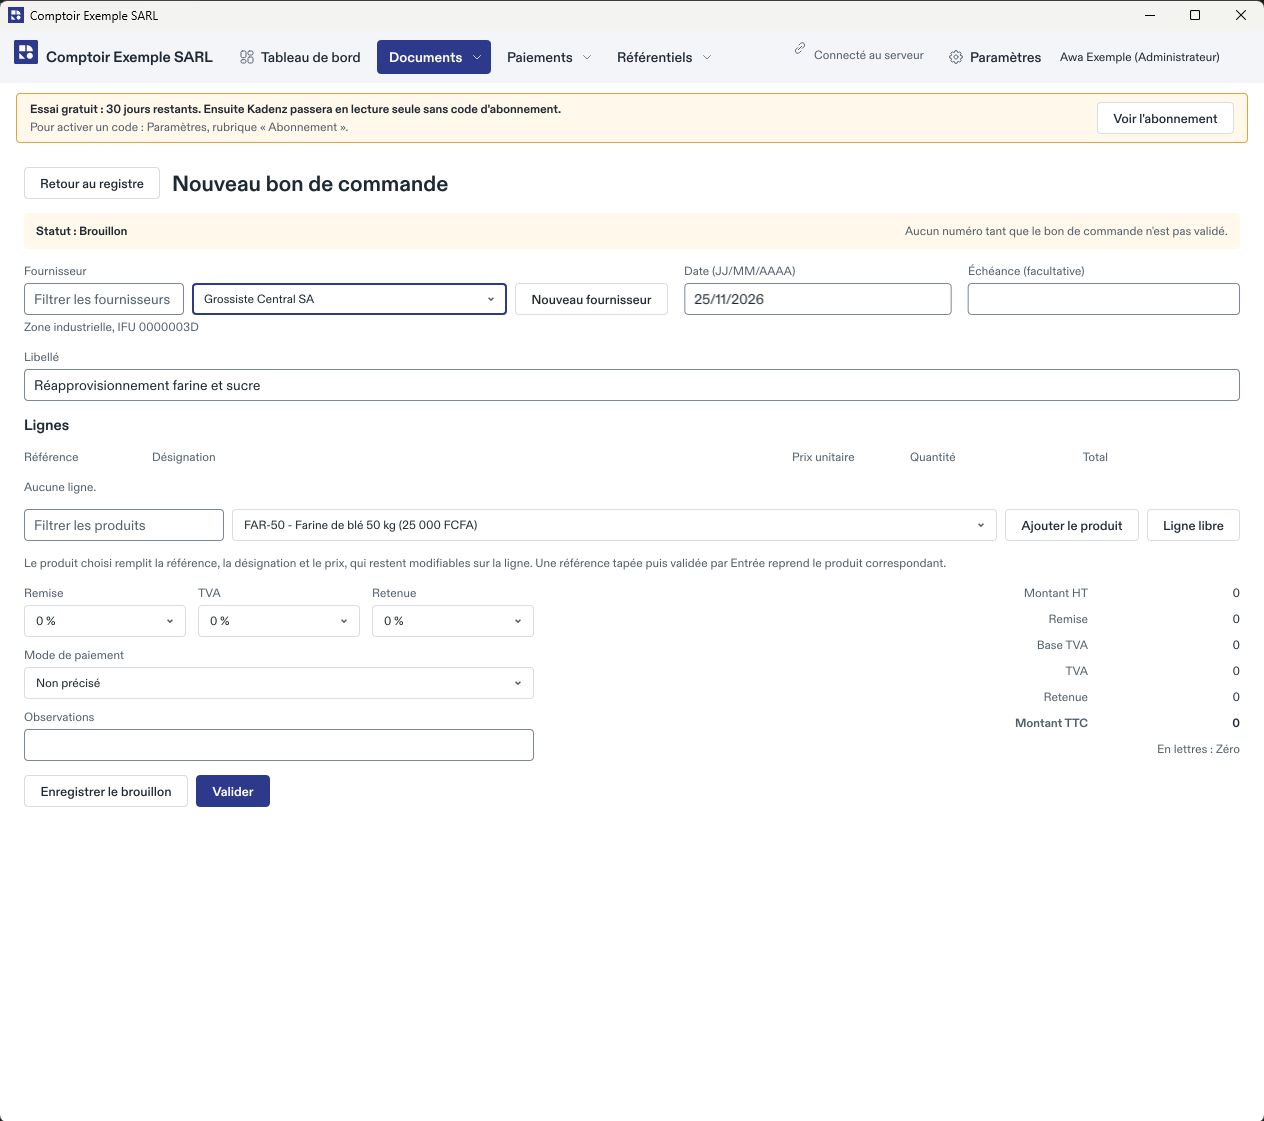 Comptoir Exemple SARL
Comptoir Exemple SARL
Tableau de bord
Documents
Paiements
Référentiels
Connecté au serveur
Paramètres
Awa Exemple (Administrateur)
Essai gratuit : 30 jours restants. Ensuite Kadenz passera en lecture seule sans code d'abonnement.
Pour activer un code : Paramètres, rubrique « Abonnement ».
Voir l'abonnement
Retour au registre
Nouveau bon de commande
Statut : Brouillon
Aucun numéro tant que le bon de commande n'est pas validé.
Fournisseur
Date (JJ/MM/AAAA)
Échéance (facultative)
Filtrer les fournisseurs
Grossiste Central SA
Nouveau fournisseur
25/11/2026
Zone industrielle, IFU 0000003D
Libellé
Réapprovisionnement farine et sucre
Lignes
Référence
Désignation
Prix unitaire
Quantité
Total
Aucune ligne.
Filtrer les produits
FAR-50 - Farine de blé 50 kg (25 000 FCFA)
Ajouter le produit
Ligne libre
Le produit choisi remplit la référence, la désignation et le prix, qui restent modifiables sur la ligne. Une référence tapée puis validée par Entrée reprend le produit correspondant.
Remise
TVA
Retenue
0 %
0 %
0 %
Mode de paiement
Non précisé
Observations
Montant HT 0
Remise 0
Base TVA 0
TVA 0
Retenue 0
Montant TTC 0
En lettres : Zéro
Enregistrer le brouillon
Valider